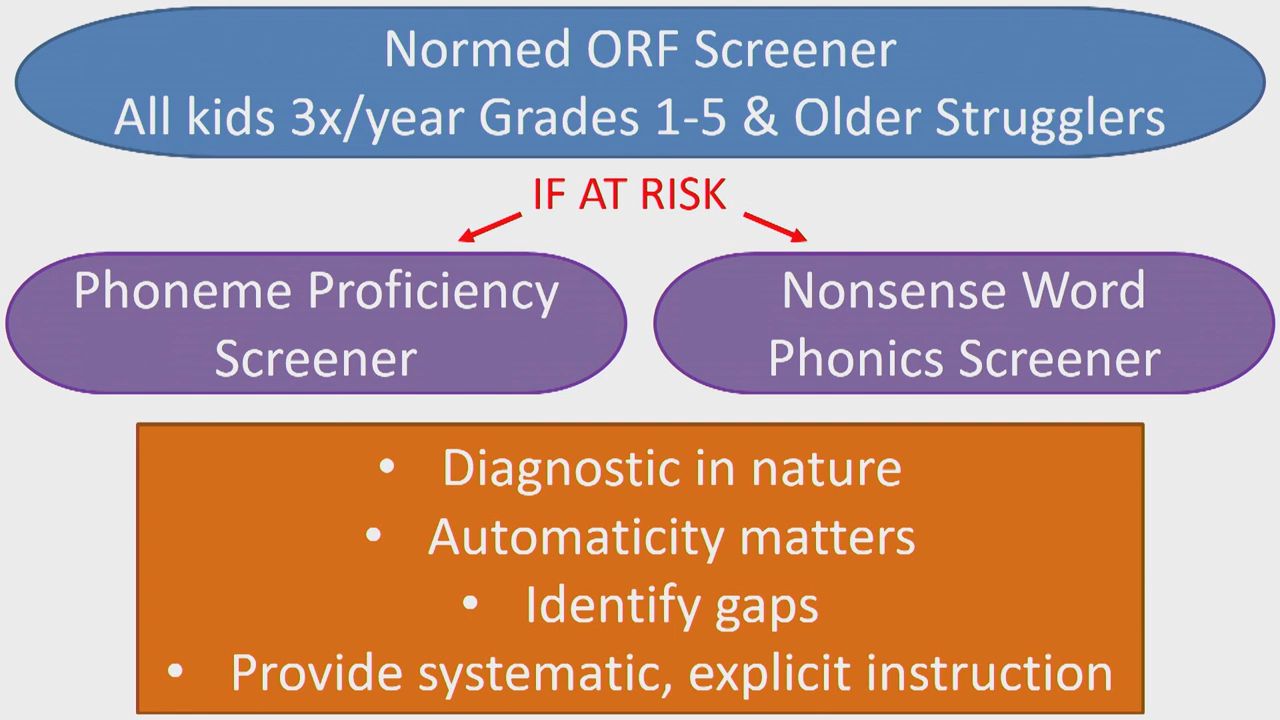 Normed ORF Screener
All kids 3x/year Grades 1-5 & Older Strugglers
IF AT RISK
Phoneme Proficiency
Screener
Nonsense Word
Phonics Screener
• Diagnostic in nature
• Automaticity matters
• Identify gaps
• Provide systematic, explicit instruction